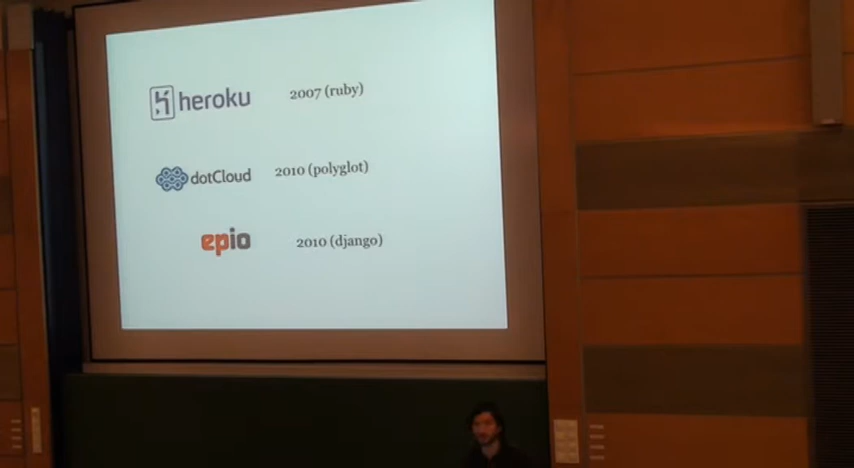 heroku 2007 (ruby)
dotCloud 2010 (polyglot)
epio 2010 (django)